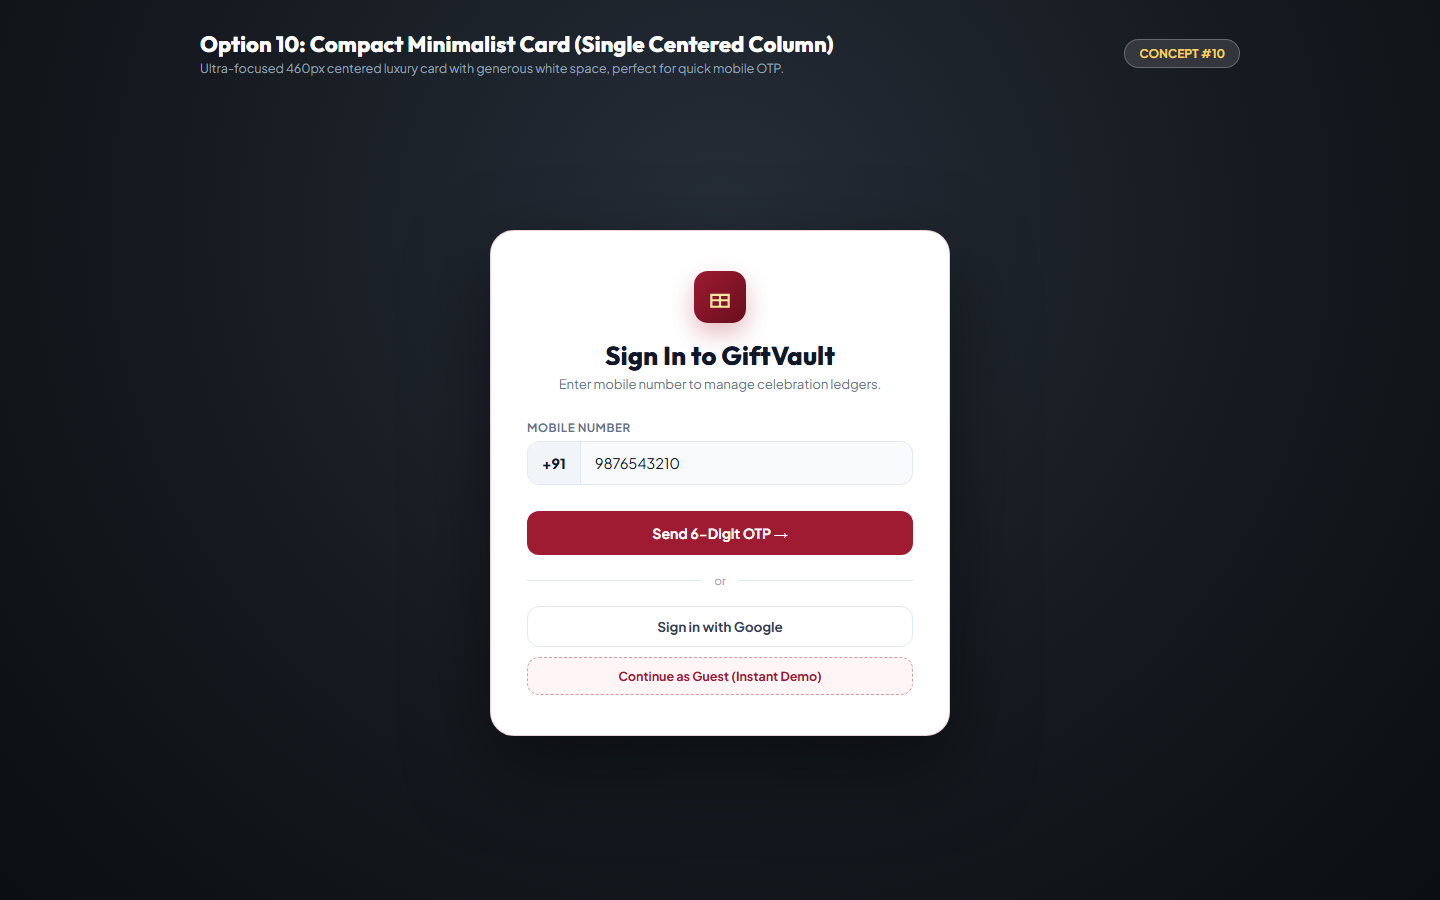 Option 10: Compact Minimalist Card (Single Centered Column)
Ultra-focused 460px centered luxury card with generous white space, perfect for quick mobile OTP.
CONCEPT #10
Sign In to GiftVault
Enter mobile number to manage celebration ledgers.
MOBILE NUMBER
+91 9876543210
Send 6-Digit OTP →
or
Sign in with Google
Continue as Guest (Instant Demo)